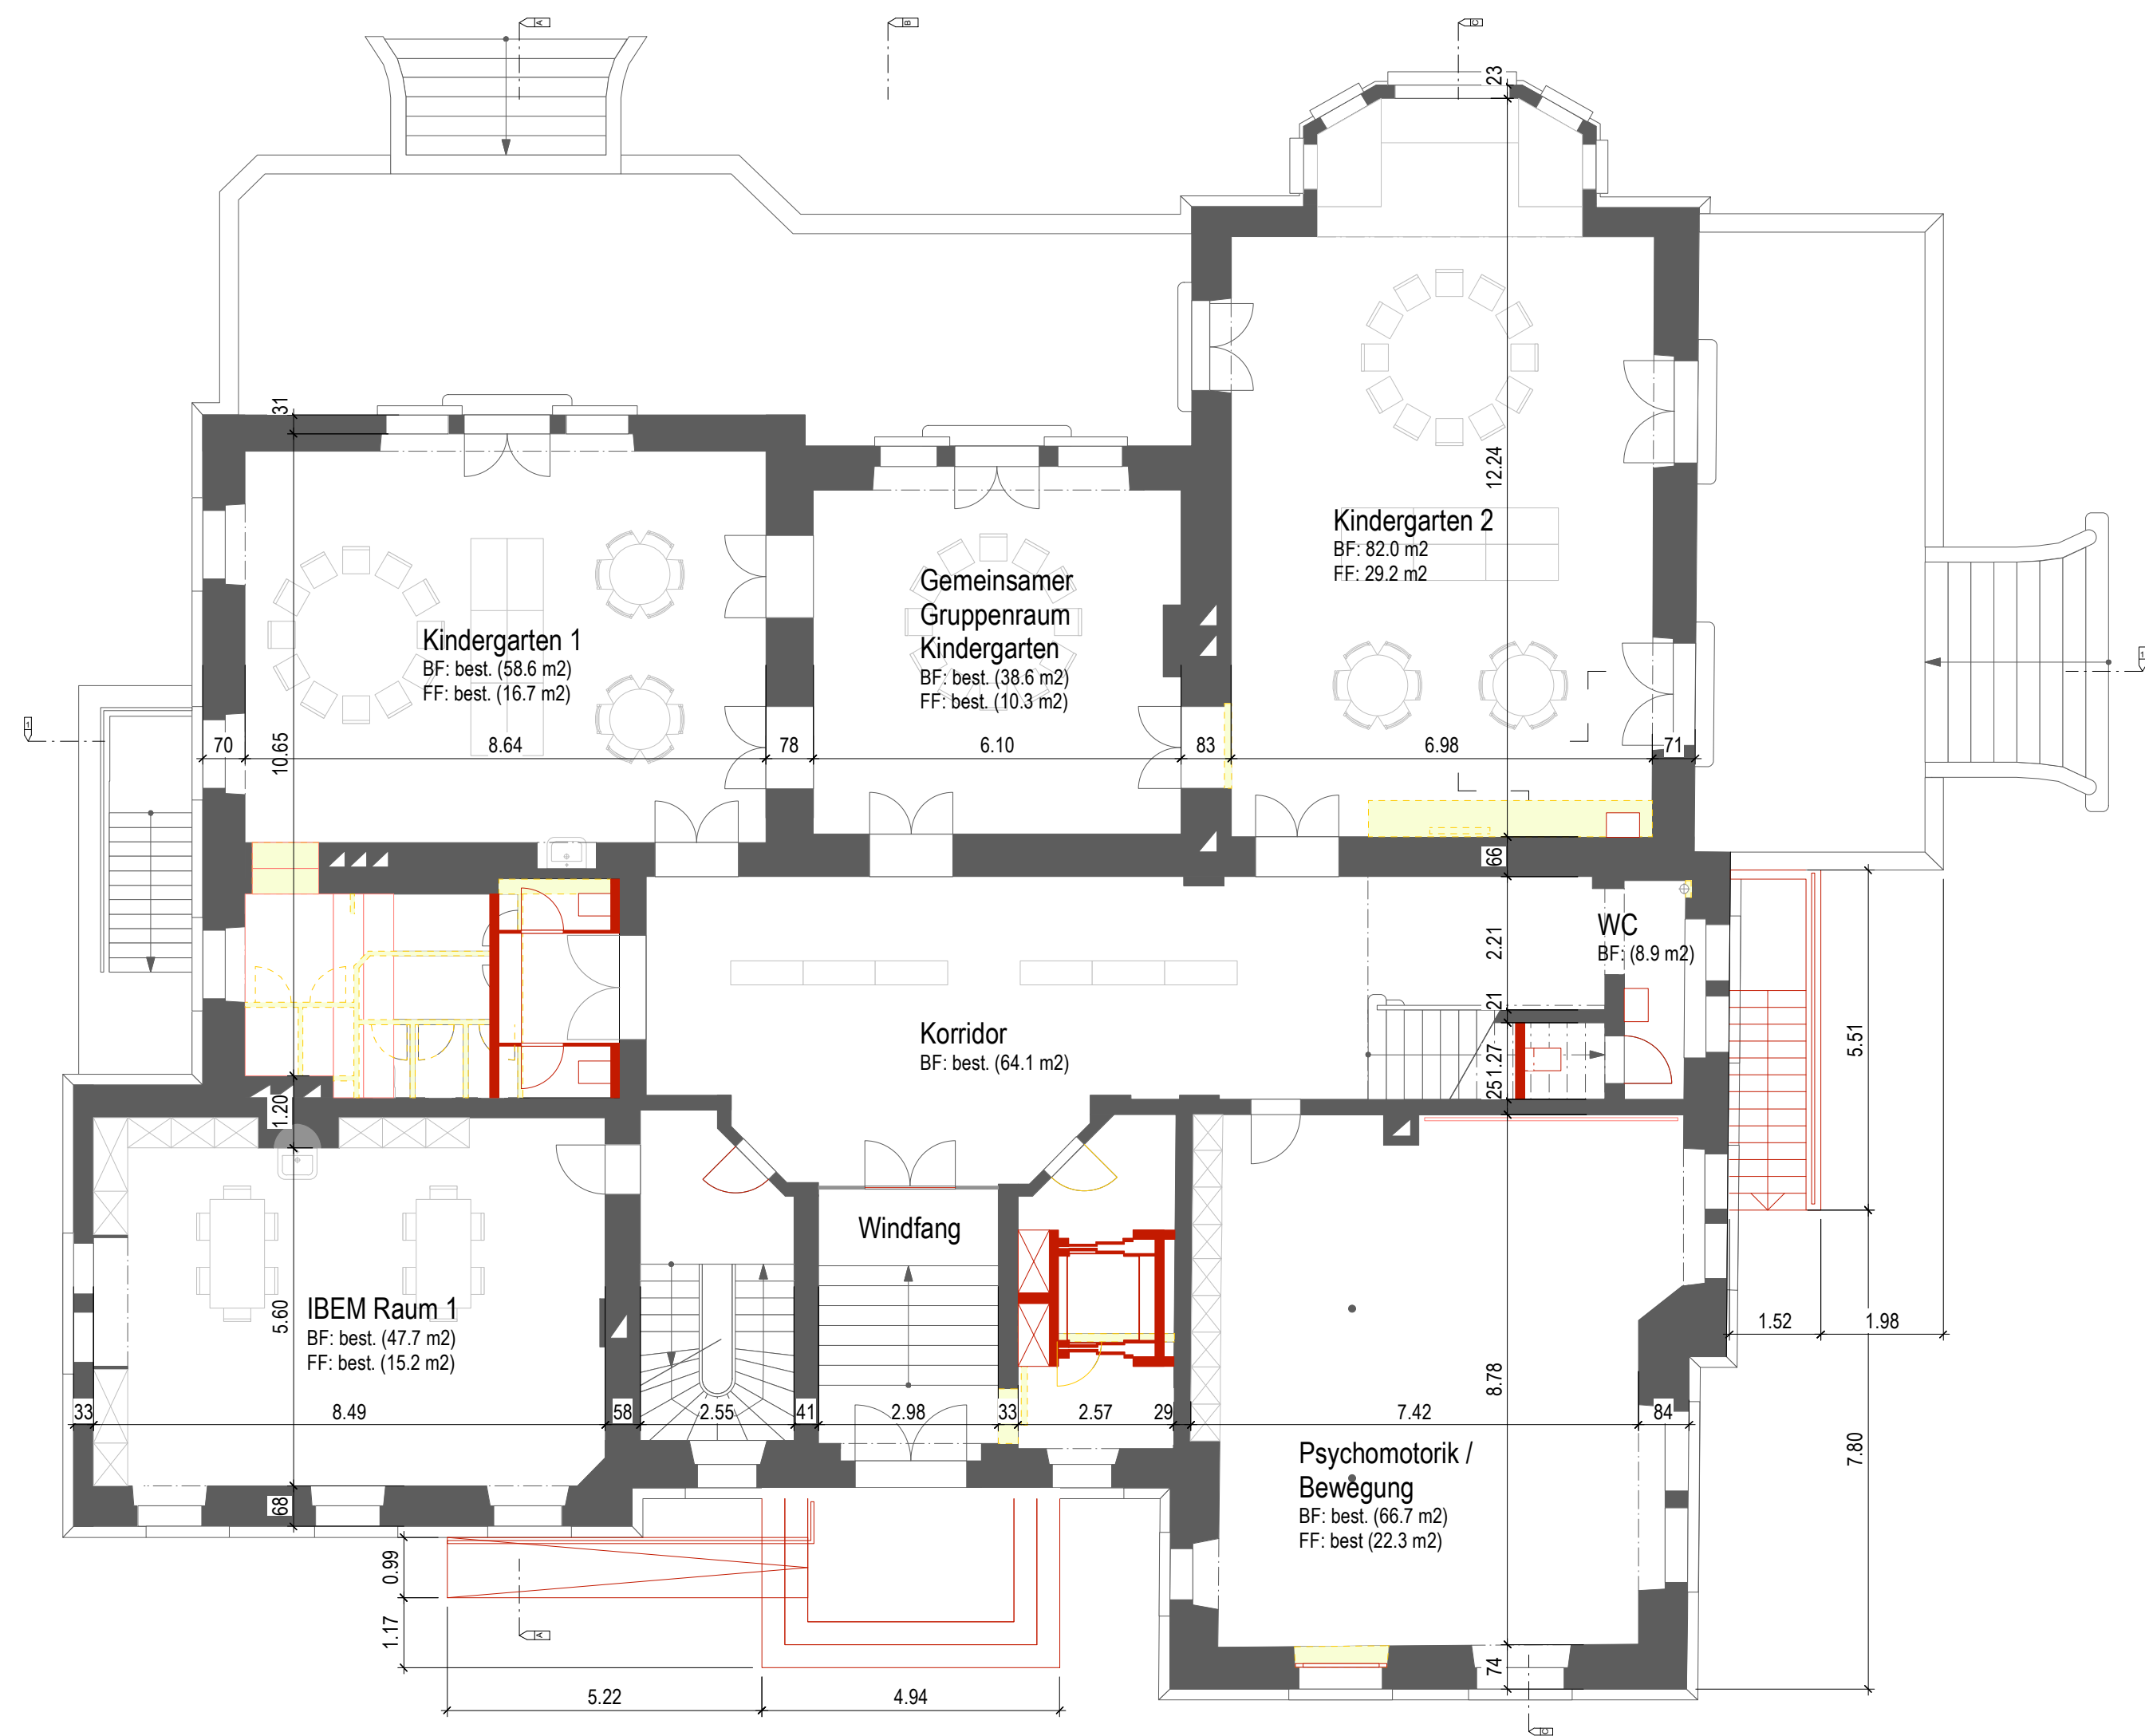 A
B
C
23
31
12.24
Kindergarten 2
BF: 82.0 m2
FF: 29.2 m2
Gemeinsamer
Gruppenraum
Kindergarten
BF: best. (38.6 m2)
FF: best. (10.3 m2)
Kindergarten 1
BF: best. (58.6 m2)
FF: best. (16.7 m2)
1
1
70
10.65
8.64
78
6.10
83
6.98
71
66
WC
BF: (8.9 m2)
2.21
21
Korridor
BF: best. (64.1 m2)
1.27
25
5.51
1.20
Windfang
IBEM Raum 1
BF: best. (47.7 m2)
FF: best. (15.2 m2)
5.60
1.52
1.98
8.78
33
8.49
58
2.55
41
2.98
33
2.57
29
7.42
84
7.80
Psychomotorik /
Bewegung
BF: best. (66.7 m2)
FF: best (22.3 m2)
68
0.99
1.17
A
74
5.22
4.94
C